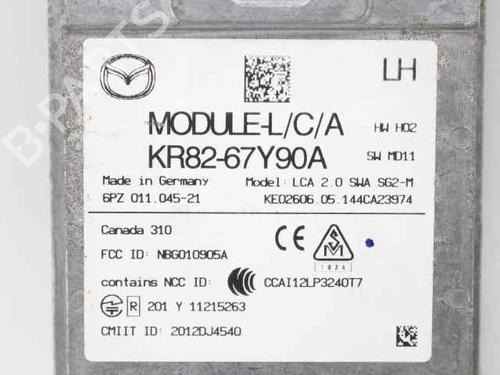 LH
MODULE-L/C/A
HW H02
KR82-67Y90A
SW MD11
Made in Germany
Model: LCA 2.0 SWA SG2-M
6PZ 011.045-21
KE02606.05.144CA23974
Canada 310
FCC ID: NBG010905A
CE
1024
contains NCC ID:
CCAI12LP3240T7
R 201 Y 11215263
CMIIT ID: 2012DJ4540
B-PARTS